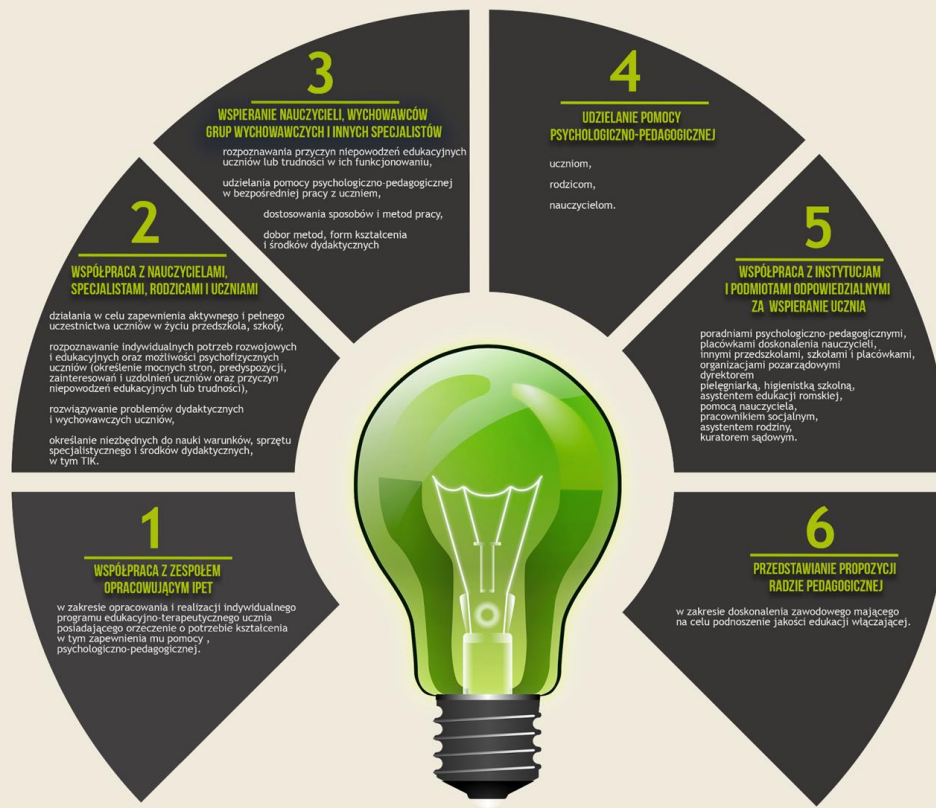 1
WSPÓŁPRACA Z ZESPOŁEM
OPRACOWUJĄCYM IPET
w zakresie opracowania i realizacji indywidualnego
programu edukacyjno-terapeutycznego ucznia
posiadającego orzeczenie o potrzebie kształcenia
w tym zapewnienia mu pomocy ,
psychologiczno-pedagogicznej.
2
WSPÓŁPRACA Z NAUCZYCIELAMI,
SPECJALISTAMI, RODZICAMI I UCZNIAMI
działania w celu zapewnienia aktywnego i pełnego
uczestnictwa uczniów w życiu przedszkola, szkoły,
rozpoznawanie indywidualnych potrzeb rozwojowych
i edukacyjnych oraz możliwości psychofizycznych
uczniów (określenie mocnych stron, predyspozycji,
zainteresowań i uzdolnień uczniów oraz przyczyn
niepowodzeń edukacyjnych lub trudności),
rozwiązywanie problemów dydaktycznych
i wychowawczych uczniów,
określanie niezbędnych do nauki warunków, sprzętu
specjalistycznego i środków dydaktycznych,
w tym TIK.
3
WSPIERANIE NAUCZYCIELI, WYCHOWAWCÓW
GRUP WYCHOWAWCZYCH I INNYCH SPECJALISTÓW
rozpoznawania przyczyn niepowodzeń edukacyjnych
uczniów lub trudności w ich funkcjonowaniu,
udzielania pomocy psychologiczno-pedagogicznej
w bezpośredniej pracy z uczniem,
dostosowania sposobów i metod pracy,
dobor metod, form kształcenia
i środków dydaktycznych
4
UDZIELANIE POMOCY
PSYCHOLOGICZNO-PEDAGOGICZNEJ
uczniom,
rodzicom,
nauczycielom.
5
WSPÓŁPRACA Z INSTYTUCJAM
I PODMIOTAMI ODPOWIEDZIALNYMI
ZA WSPIERANIE UCZNIA
poradniami psychologiczno-pedagogicznymi,
placówkami doskonalenia nauczycieli,
innymi przedszkolami, szkołami i placówkami,
organizacjami pozarządowymi
dyrektorem
pielęgniarką, higienistką szkolną,
asystentem edukacji romskiej,
pomocą nauczyciela,
pracownikiem socjalnym,
asystentem rodziny,
kuratorem sądowym.
6
PRZEDSTAWIANIE PROPOZYCJI
RADZIE PEDAGOGICZNEJ
w zakresie doskonalenia zawodowego mającego
na celu podnoszenie jakości edukacji włączającej.